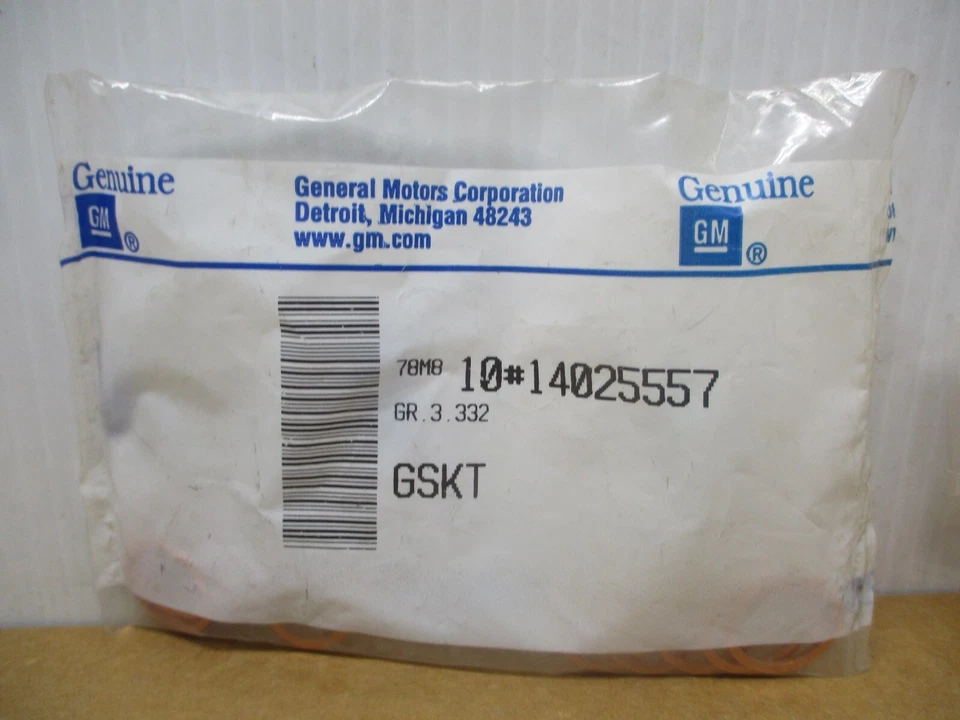 Genuine
GM ®
General Motors Corporation
Detroit, Michigan 48243
www.gm.com
Genuine
GM ®
78M8 10#14025557
GR.3.332
GSKT